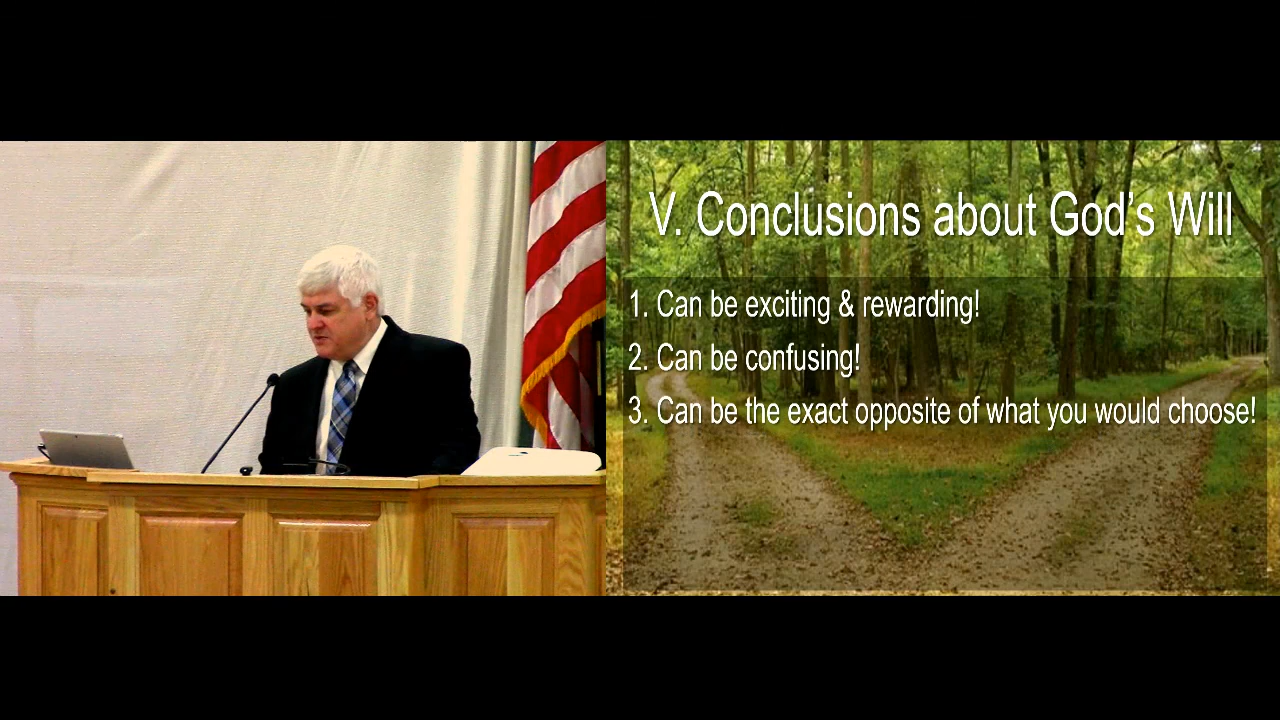 V. Conclusions about God's Will
1. Can be exciting & rewarding!
2. Can be confusing!
3. Can be the exact opposite of what you would choose!